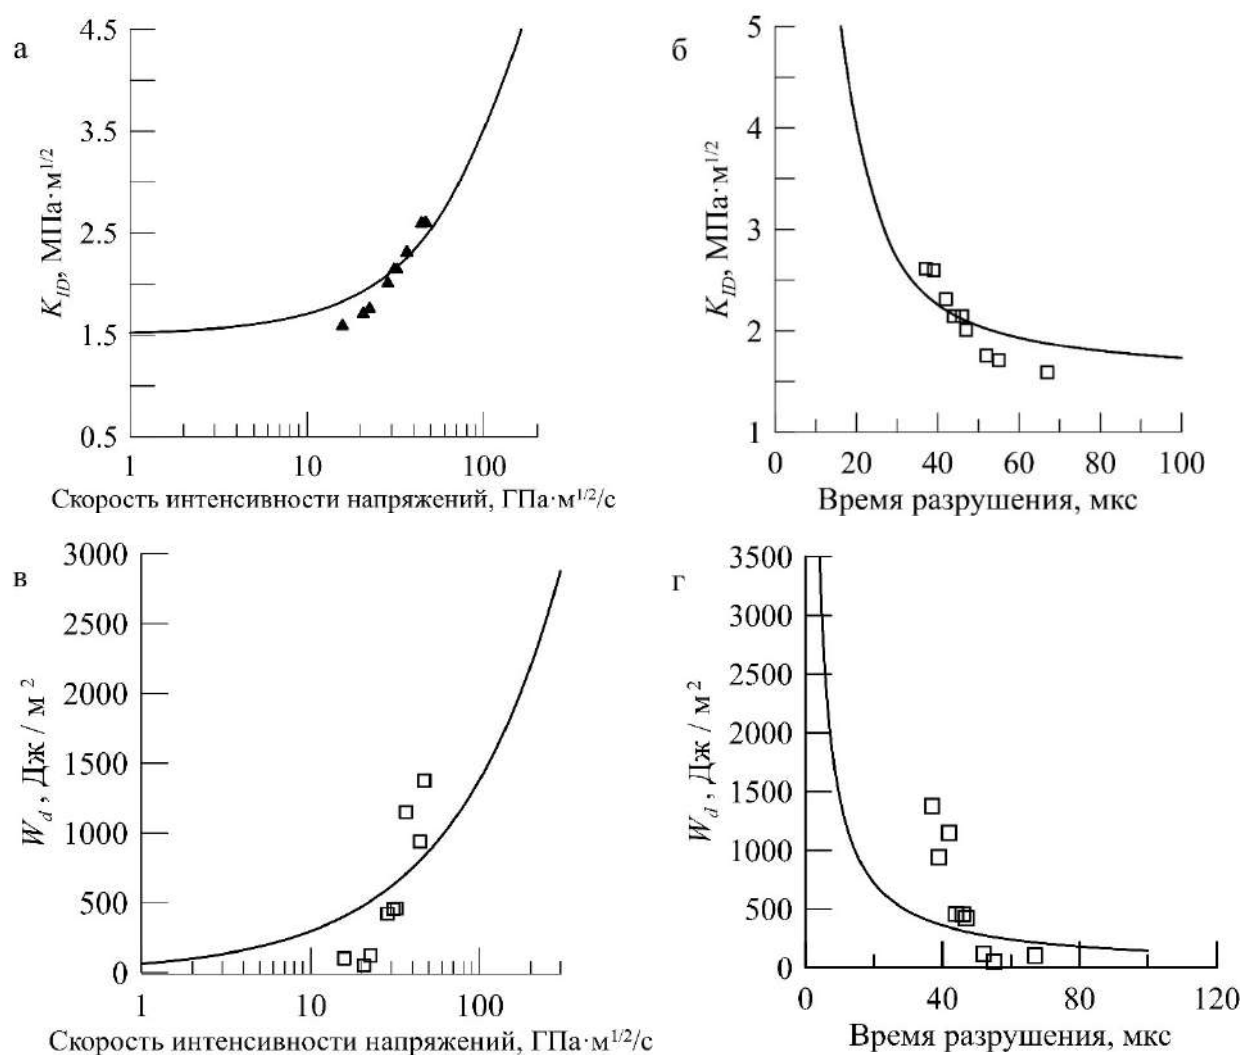 а
4.5
3.5
2.5
1.5
0.5
K_ID, МПа·м^1/2
1 10 100
Скорость интенсивности напряжений, ГПа·м^1/2/с
б
5
4
3
2
1
K_ID, МПа·м^1/2
0 20 40 60 80 100
Время разрушения, мкс
в
3000
2500
2000
1500
1000
500
0
W_d, Дж / м^2
1 10 100
Скорость интенсивности напряжений, ГПа·м^1/2/с
г
3500
3000
2500
2000
1500
1000
500
0
W_d, Дж / м^2
0 40 80 120
Время разрушения, мкс